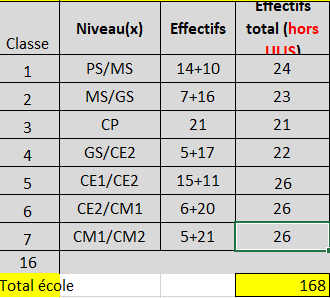 Classe Niveau(x) Effectifs Effectifs total (hors ULIS)
1 PS/MS 14+10 24
2 MS/GS 7+16 23
3 CP 21 21
4 GS/CE2 5+17 22
5 CE1/CE2 15+11 26
6 CE2/CM1 6+20 26
7 CM1/CM2 5+21 26
16
Total école 168